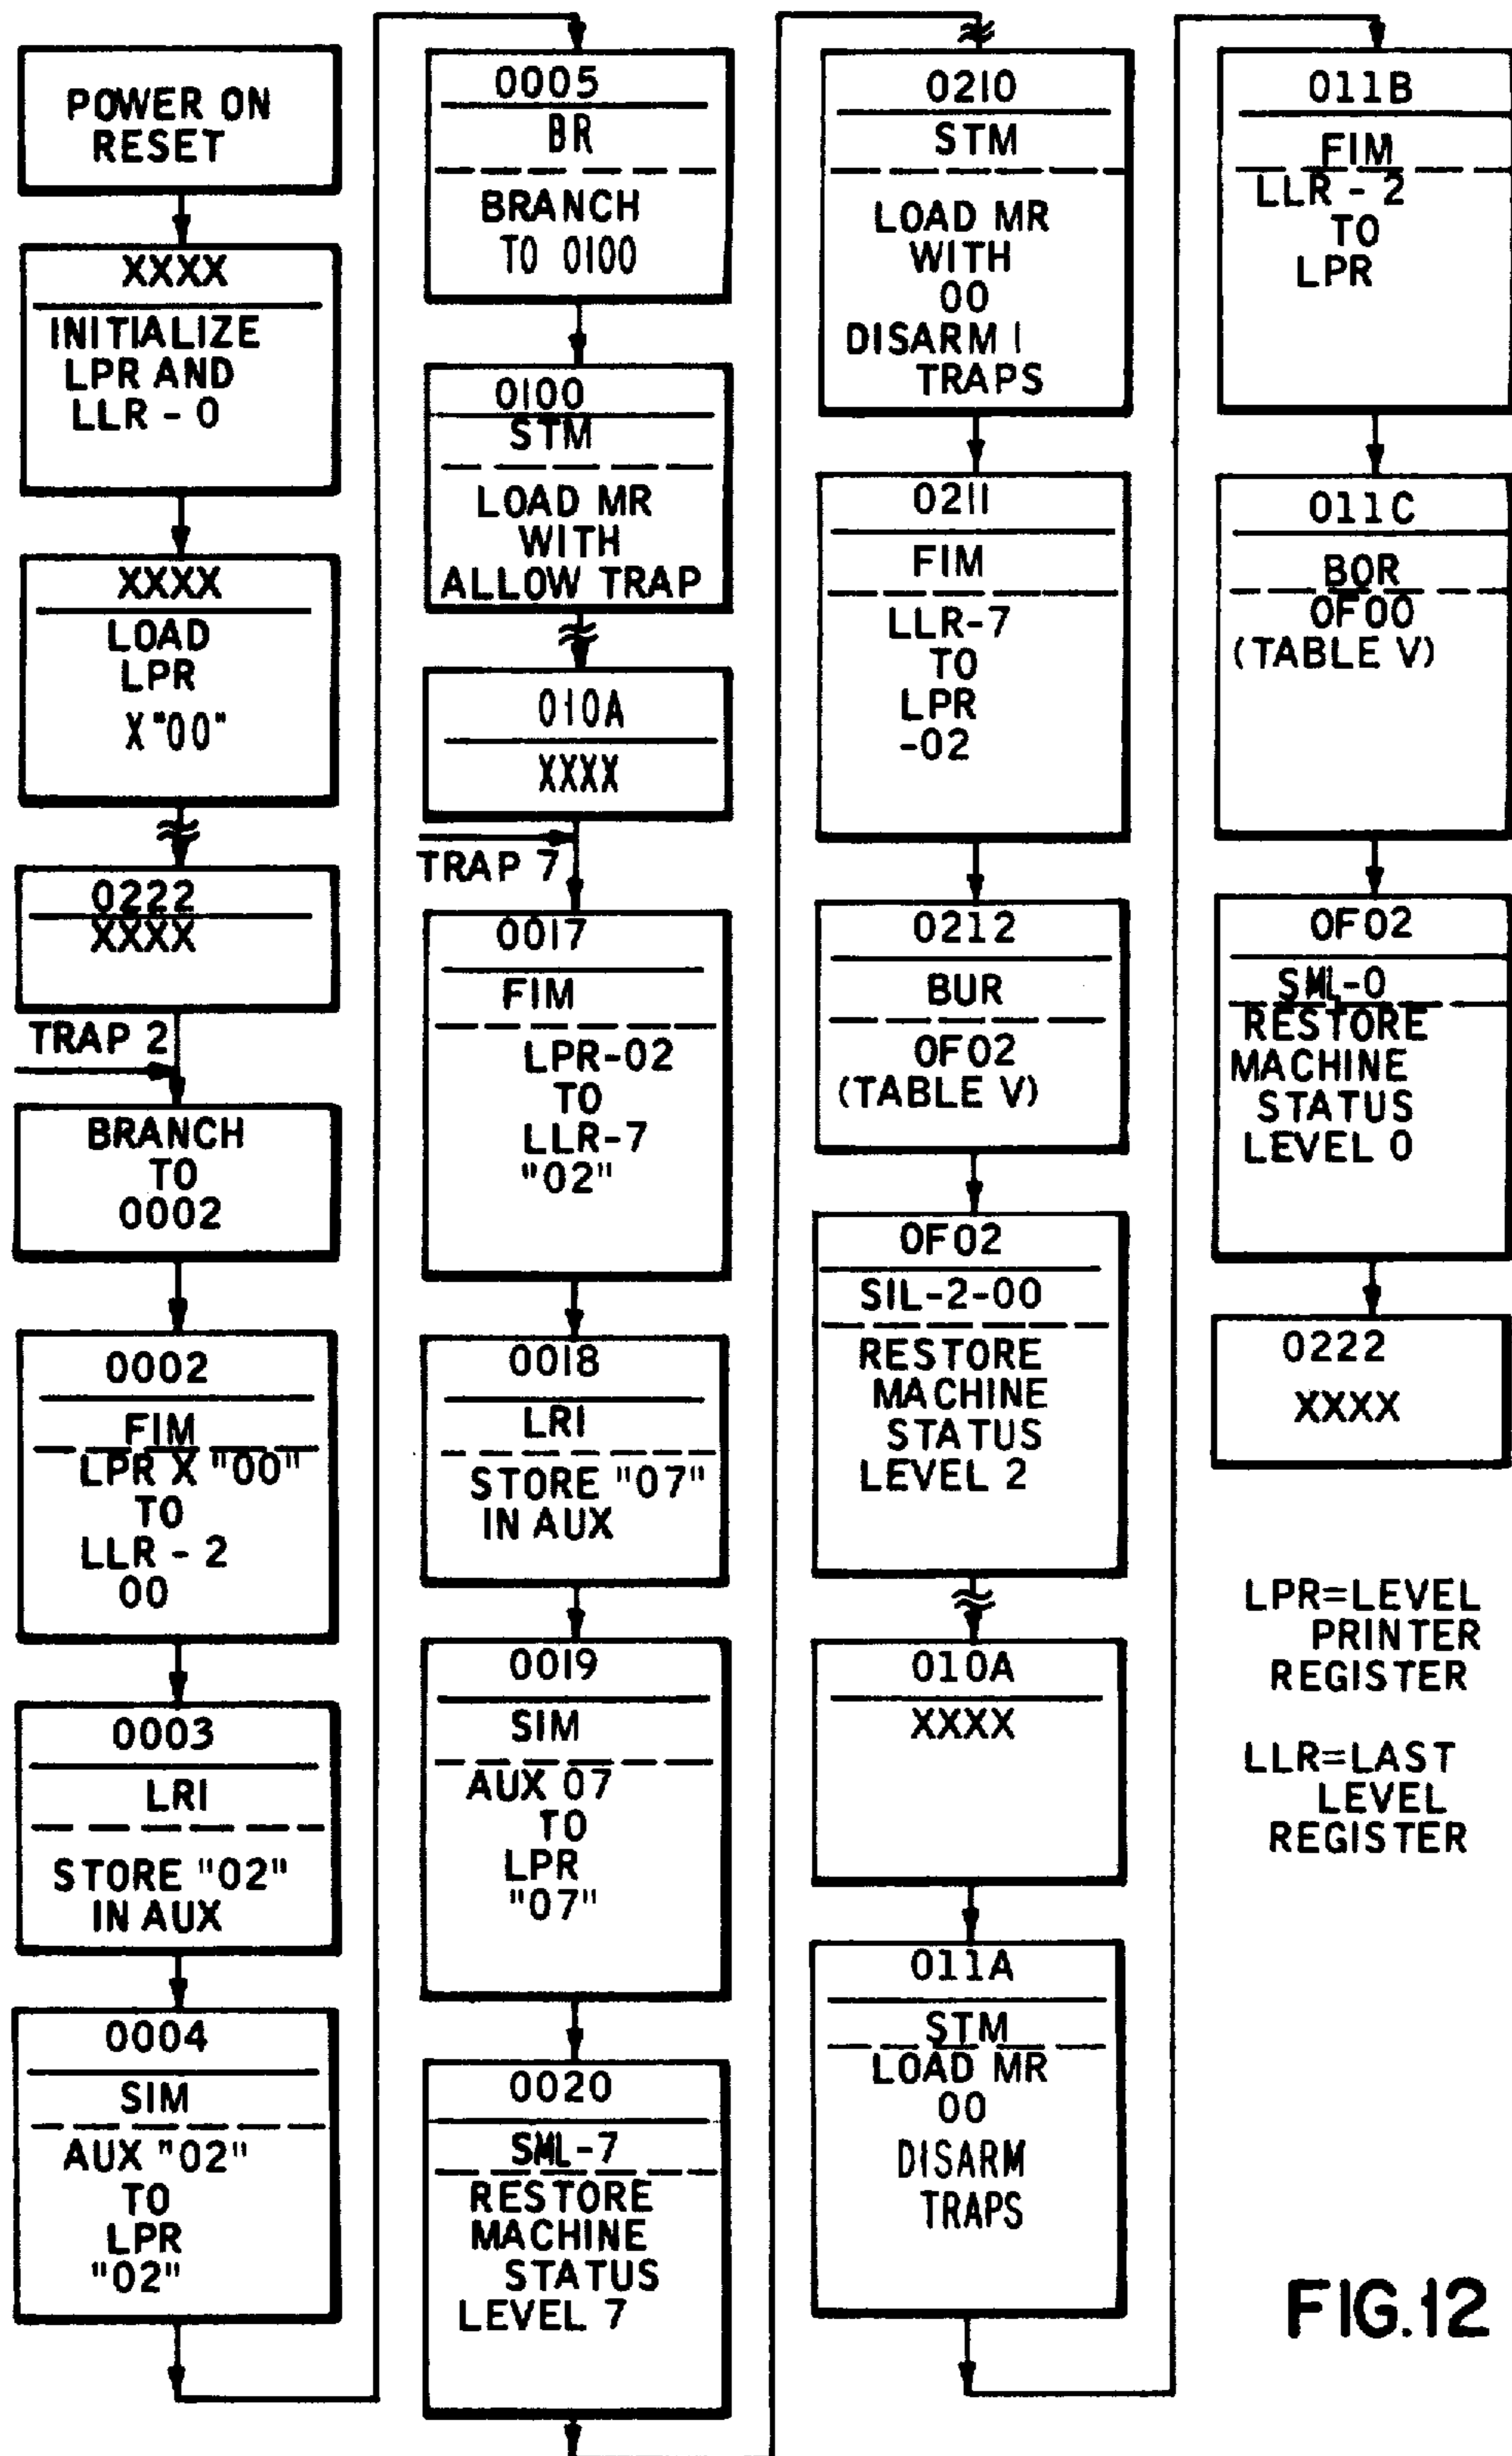 POWER ON
RESET
XXXX
INITIALIZE
LPR AND
LLR - 0
XXXX
LOAD
LPR
X "00"
0222
XXXX
TRAP 2
BRANCH
TO
0002
0002
FIM
LPR X "00"
TO
LLR - 2
00
0003
LRI
STORE "02"
IN AUX
0004
SIM
AUX "02"
TO
LPR
"02"
0005
BR
BRANCH
TO 0100
0100
STM
LOAD MR
WITH
ALLOW TRAP
010A
XXXX
TRAP 7
0017
FIM
LPR-02
TO
LLR-7
"02"
0018
LRI
STORE "07"
IN AUX
0019
SIM
AUX 07
TO
LPR
"07"
0020
SML-7
RESTORE
MACHINE
STATUS
LEVEL 7
0210
STM
LOAD MR
WITH
00
DISARM I
TRAPS
0211
FIM
LLR-7
TO
LPR
-02
0212
BUR
0F02
(TABLE V)
0F02
SIL-2-00
RESTORE
MACHINE
STATUS
LEVEL 2
010A
XXXX
011A
STM
LOAD MR
00
DISARM
TRAPS
011B
FIM
LLR - 2
TO
LPR
011C
BOR
0F00
(TABLE V)
0F02
SML-0
RESTORE
MACHINE
STATUS
LEVEL 0
0222
XXXX
LPR=LEVEL
PRINTER
REGISTER
LLR=LAST
LEVEL
REGISTER
FIG.12